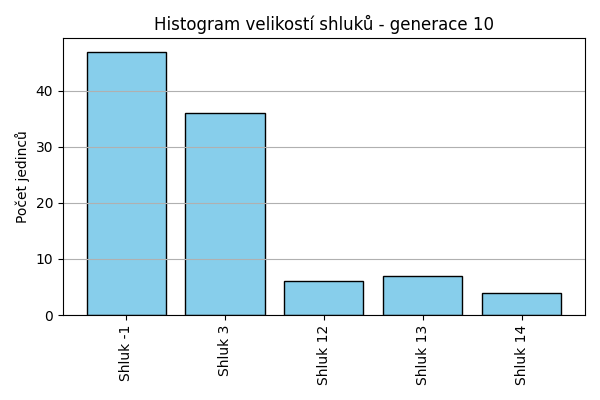 Histogram velikostí shluků - generace 10
Počet jedinců
40
30
20
10
0
Shluk -1
Shluk 3
Shluk 12
Shluk 13
Shluk 14